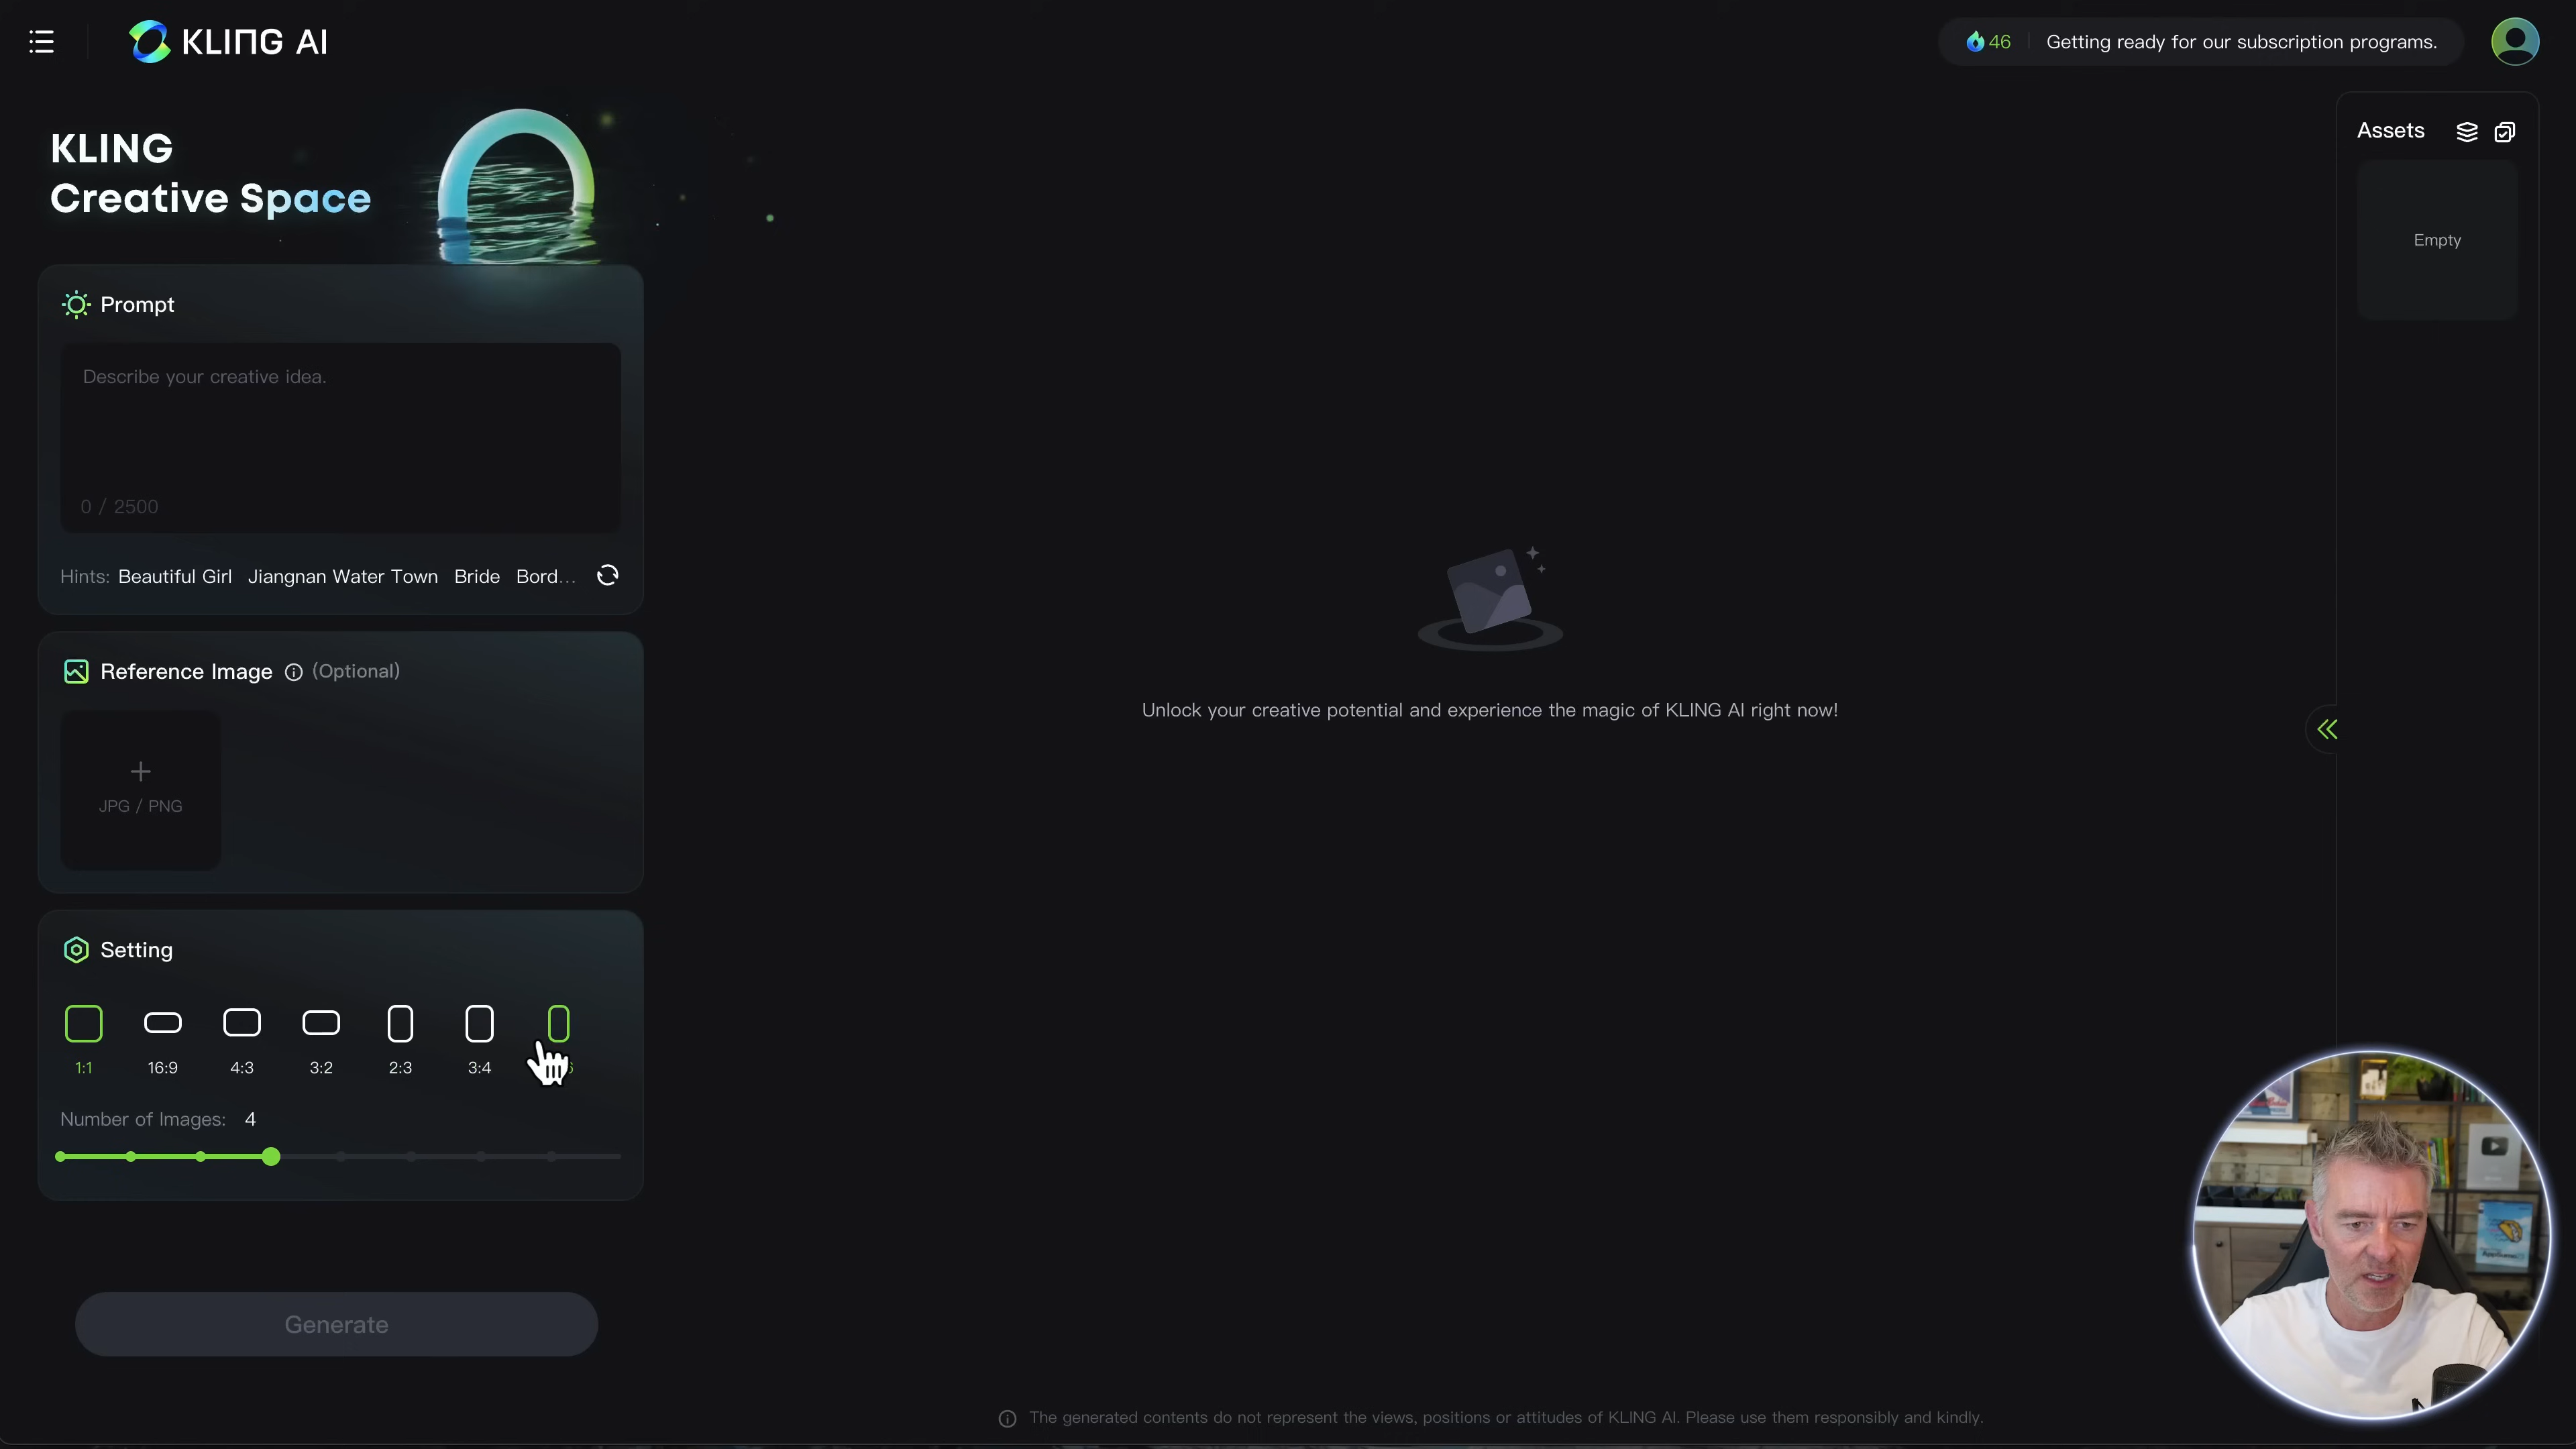 KLING AI
46
Getting ready for our subscription programs.
KLING
Creative Space
Assets
Empty
Prompt
Describe your creative idea.
0 / 2500
Hints: Beautiful Girl Jiangnan Water Town Bride Bord...
Reference Image (Optional)
JPG / PNG
Unlock your creative potential and experience the magic of KLING AI right now!
Setting
1:1 16:9 4:3 3:2 2:3 3:4
Number of Images: 4
Generate
The generated contents do not represent the views, positions or attitudes of KLING AI. Please use them responsibly and kindly.